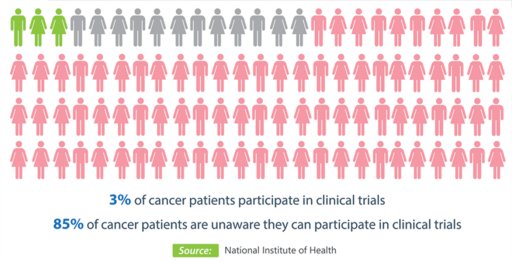 3% of cancer patients participate in clinical trials
85% of cancer patients are unaware they can participate in clinical trials
Source: National Institute of Health